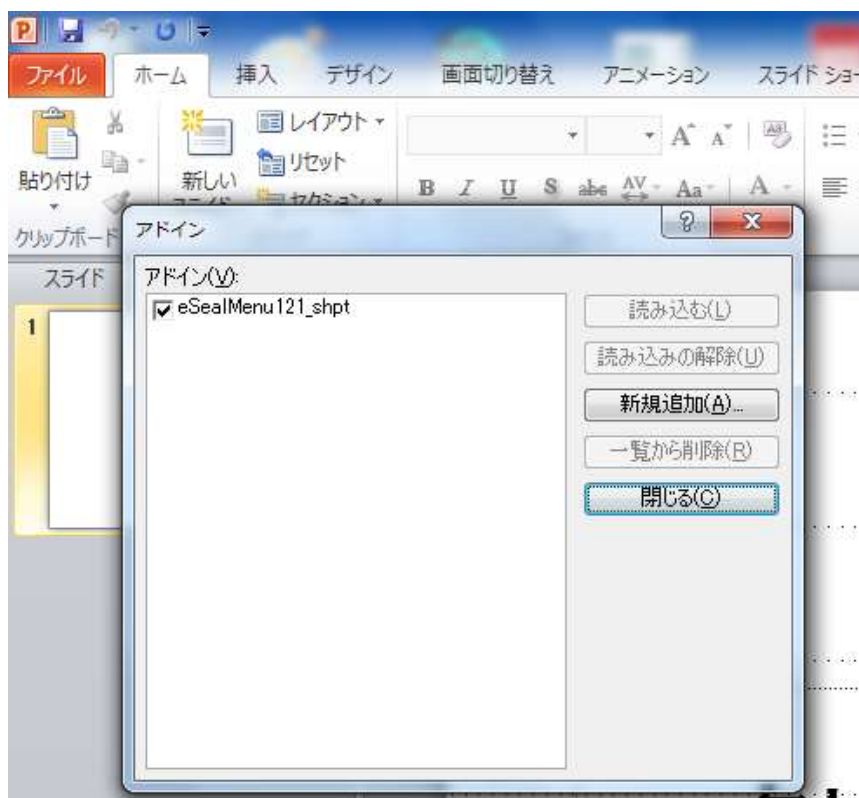 ファイル ホーム 挿入 デザイン 画面切り替え アニメーション スライド ショー
レイアウト
リセット
貼り付け 新しい
B I U S abc AV Aa A
クリップボード
アドイン
スライド
アドイン(V):
eSealMenu121_shpt
読み込む(L)
1
読み込みの解除(U)
新規追加(A)...
一覧から削除(R)
閉じる(C)